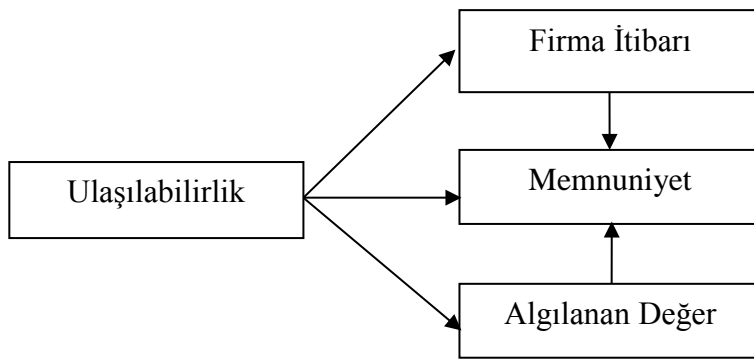 Firma İtibarı
Ulaşılabilirlik
Memnuniyet
Algılanan Değer